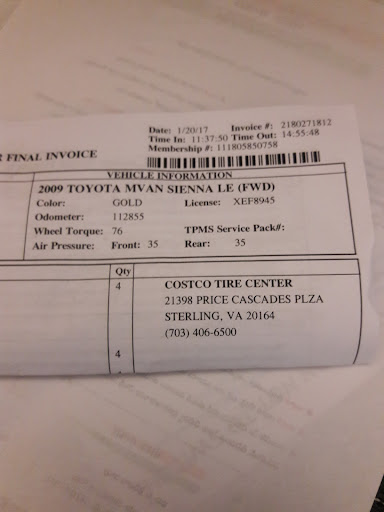 Date: 1/20/17 Invoice #: 2180271812
Time In: 11:37:50 Time Out: 14:55:48
Membership #: 111805850758
R FINAL INVOICE
VEHICLE INFORMATION
2009 TOYOTA MVAN SIENNA LE (FWD)
Color: GOLD License: XEF8945
Odometer: 112855
Wheel Torque: 76 TPMS Service Pack#:
Air Pressure: Front: 35 Rear: 35
Qty
4 COSTCO TIRE CENTER
21398 PRICE CASCADES PLZA
STERLING, VA 20164
(703) 406-6500
4